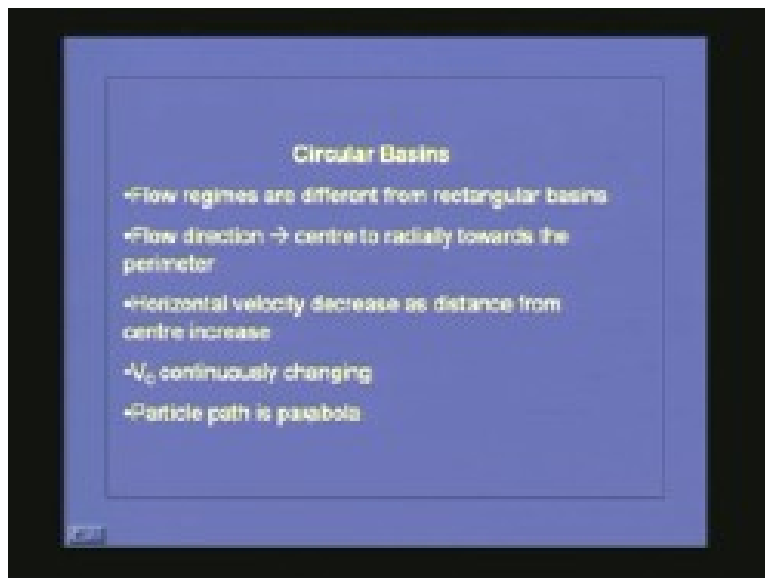 Circular Basins
•Flow regimes are different from rectangular basins
•Flow direction → centre to radially towards the
perimeter
•Horizontal velocity decrease as distance from
centre increase
•Vc continuously changing
•Particle path is parabola